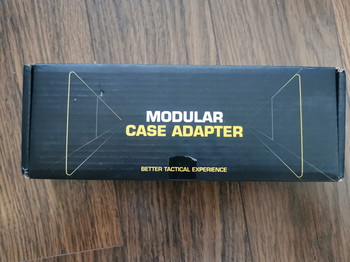 MODULAR
CASE ADAPTER
BETTER TACTICAL EXPERIENCE